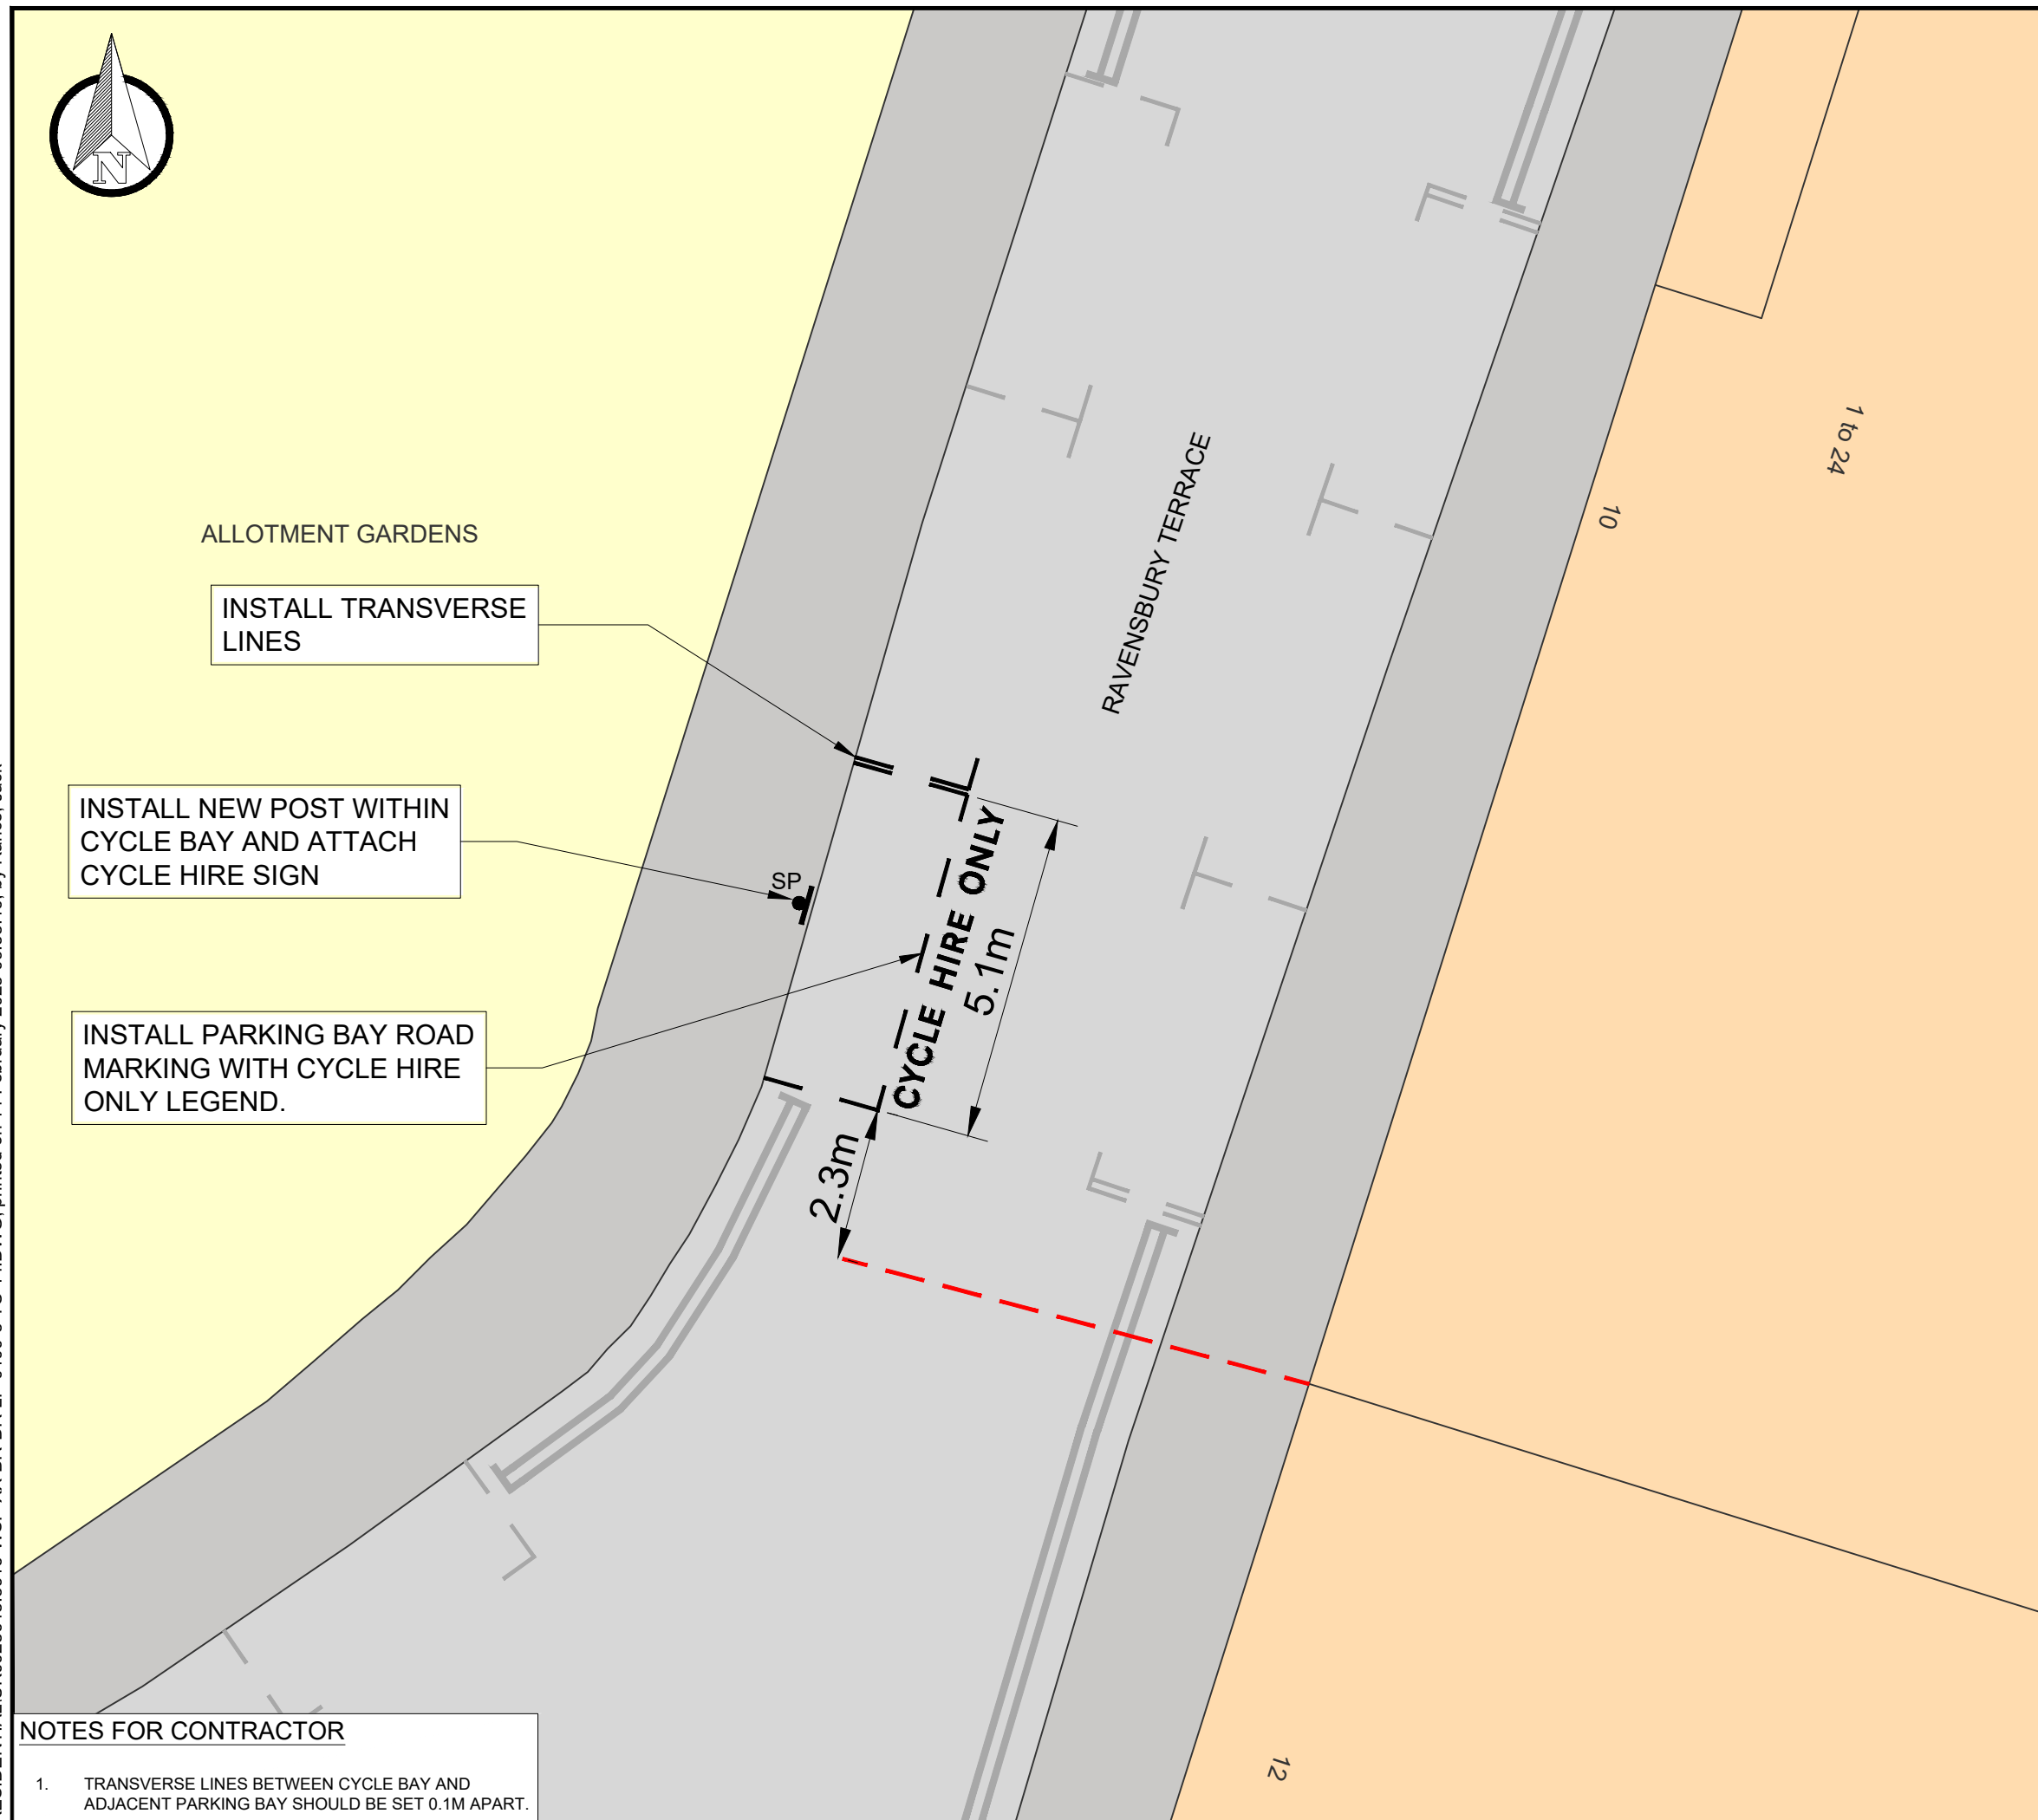 N
ALLOTMENT GARDENS
INSTALL TRANSVERSE
LINES
INSTALL NEW POST WITHIN
CYCLE BAY AND ATTACH
CYCLE HIRE SIGN
SP
INSTALL PARKING BAY ROAD
MARKING WITH CYCLE HIRE
ONLY LEGEND.
RAVENSBURY TERRACE
CYCLE HIRE ONLY
5.1m
2.3m
1 to 24
10
12
NOTES FOR CONTRACTOR
1. TRANSVERSE LINES BETWEEN CYCLE BAY AND
ADJACENT PARKING BAY SHOULD BE SET 0.1M APART.